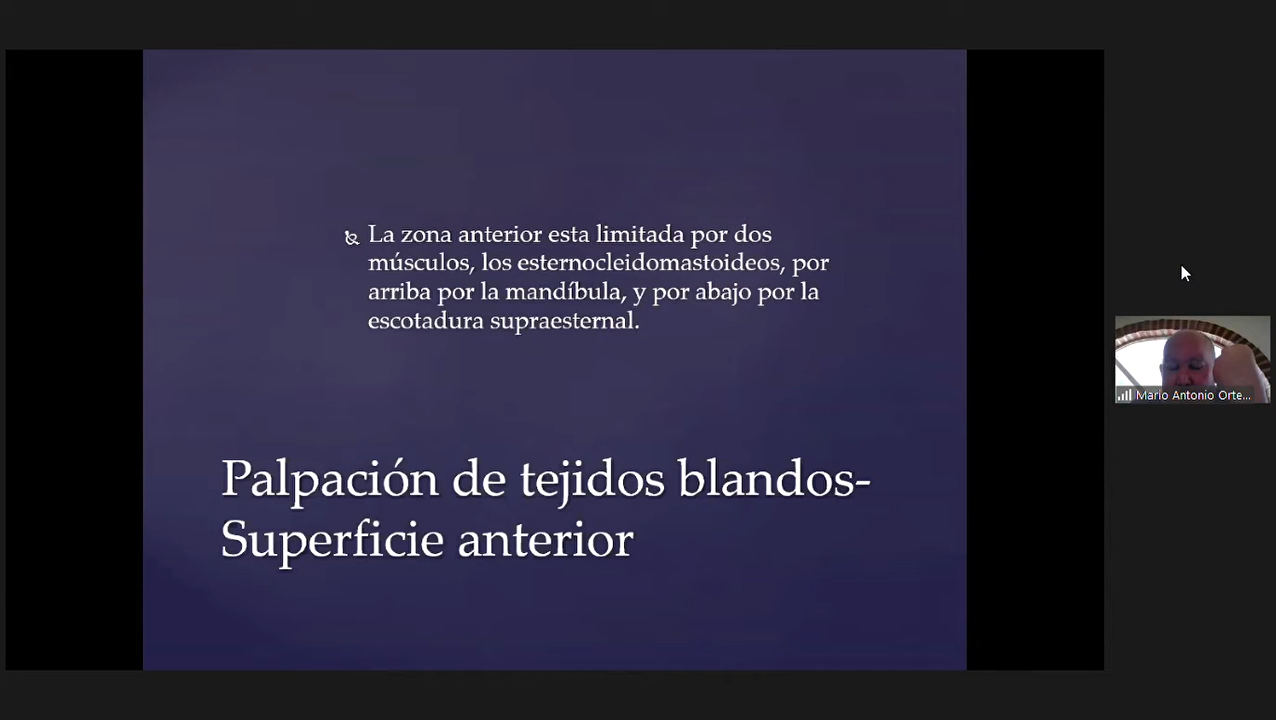 La zona anterior esta limitada por dos
músculos, los esternocleidomastoideos, por
arriba por la mandíbula, y por abajo por la
escotadura supraesternal.
Mario Antonio Orte...
Palpación de tejidos blandos-
Superficie anterior